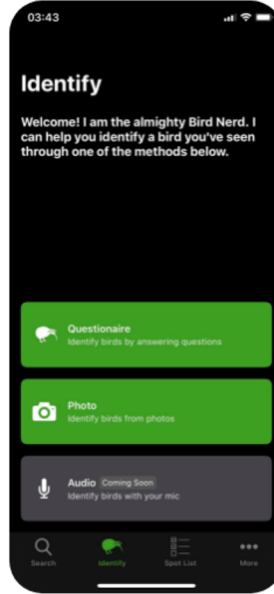 03:43
Identify
Welcome! I am the almighty Bird Nerd. I
can help you identify a bird you've seen
through one of the methods below.
Questionaire
Identify birds by answering questions
Photo
Identify birds from photos
Audio Coming Soon
Identify birds with your mic
Search Identify Spot List More